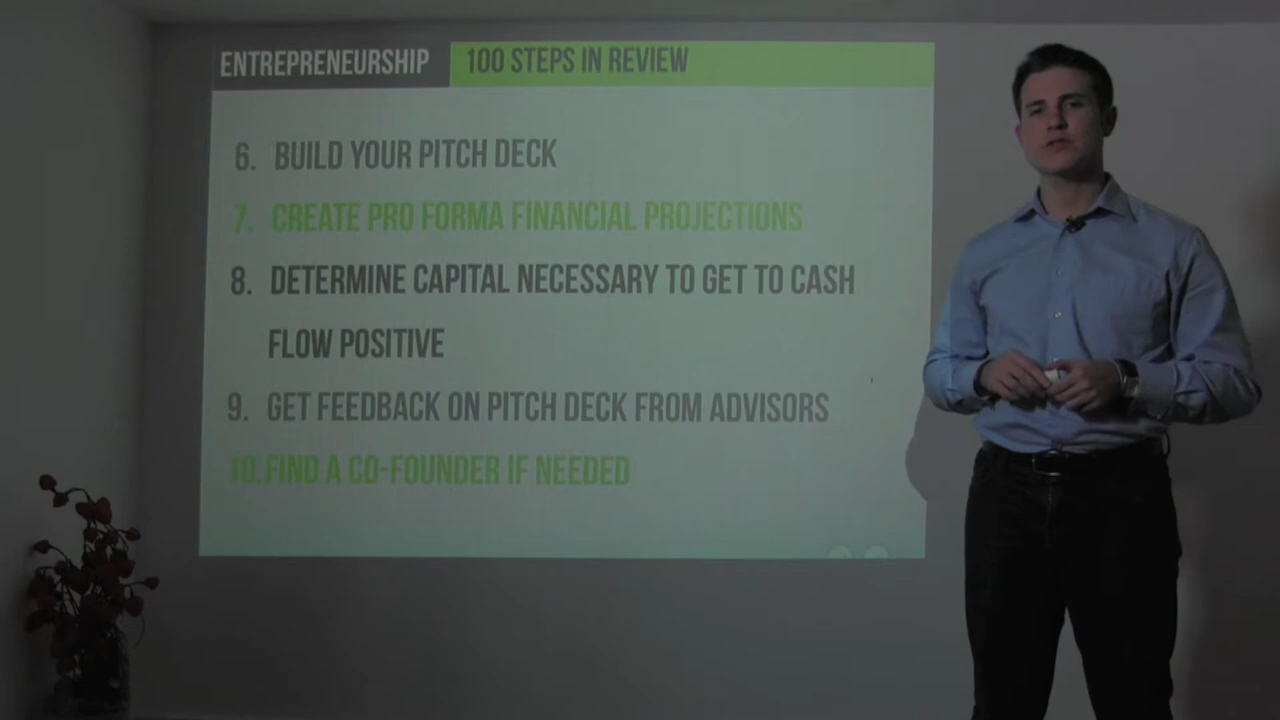 ENTREPRENEURSHIP 100 STEPS IN REVIEW
6. BUILD YOUR PITCH DECK
7. CREATE PRO FORMA FINANCIAL PROJECTIONS
8. DETERMINE CAPITAL NECESSARY TO GET TO CASH
FLOW POSITIVE
9. GET FEEDBACK ON PITCH DECK FROM ADVISORS
10. FIND A CO-FOUNDER IF NEEDED